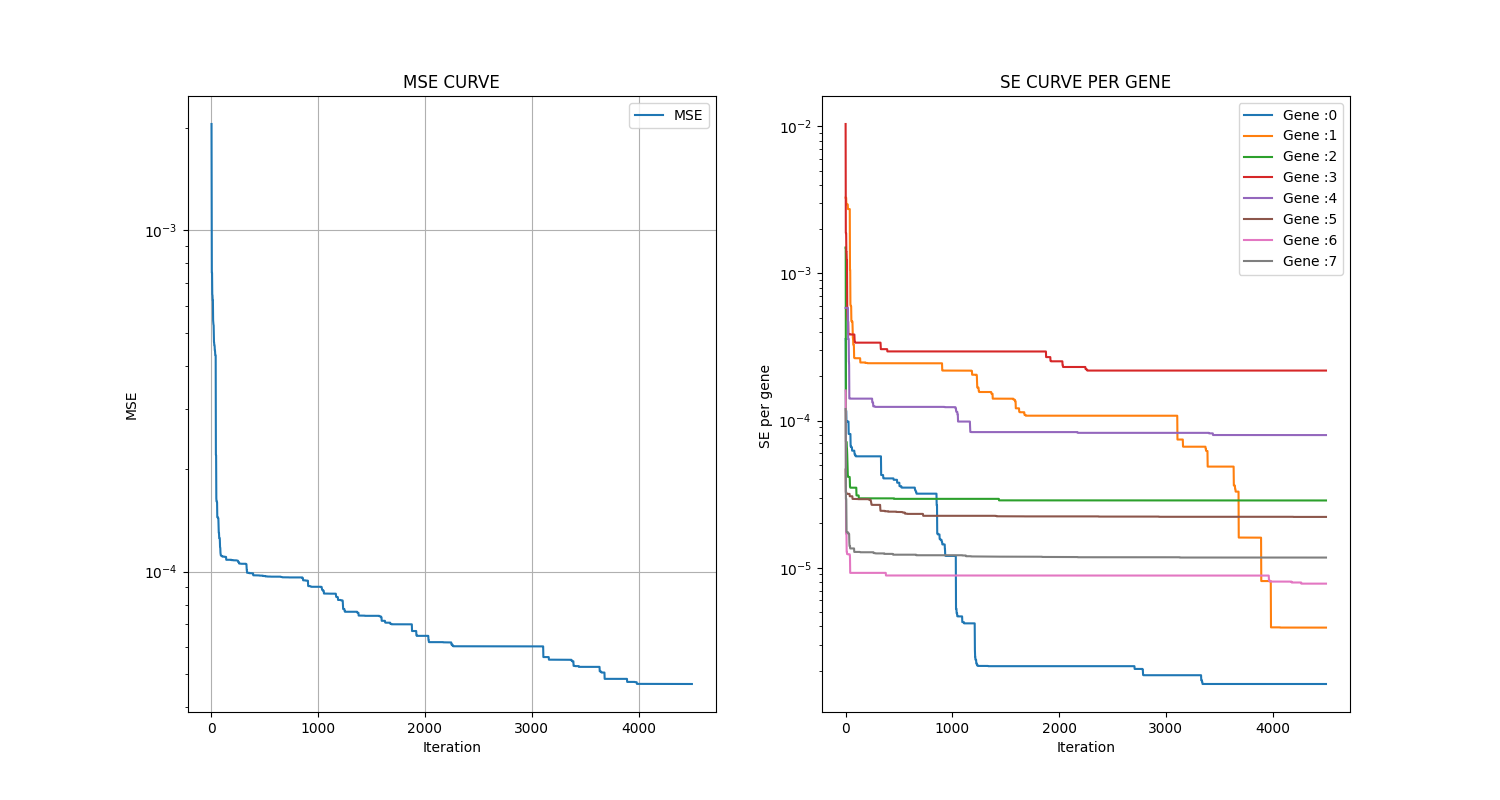 MSE CURVE
MSE
10⁻³
10⁻⁴
MSE
0 1000 2000 3000 4000
Iteration
SE CURVE PER GENE
Gene :0
Gene :1
Gene :2
Gene :3
Gene :4
Gene :5
Gene :6
Gene :7
10⁻²
10⁻³
10⁻⁴
10⁻⁵
SE per gene
0 1000 2000 3000 4000
Iteration